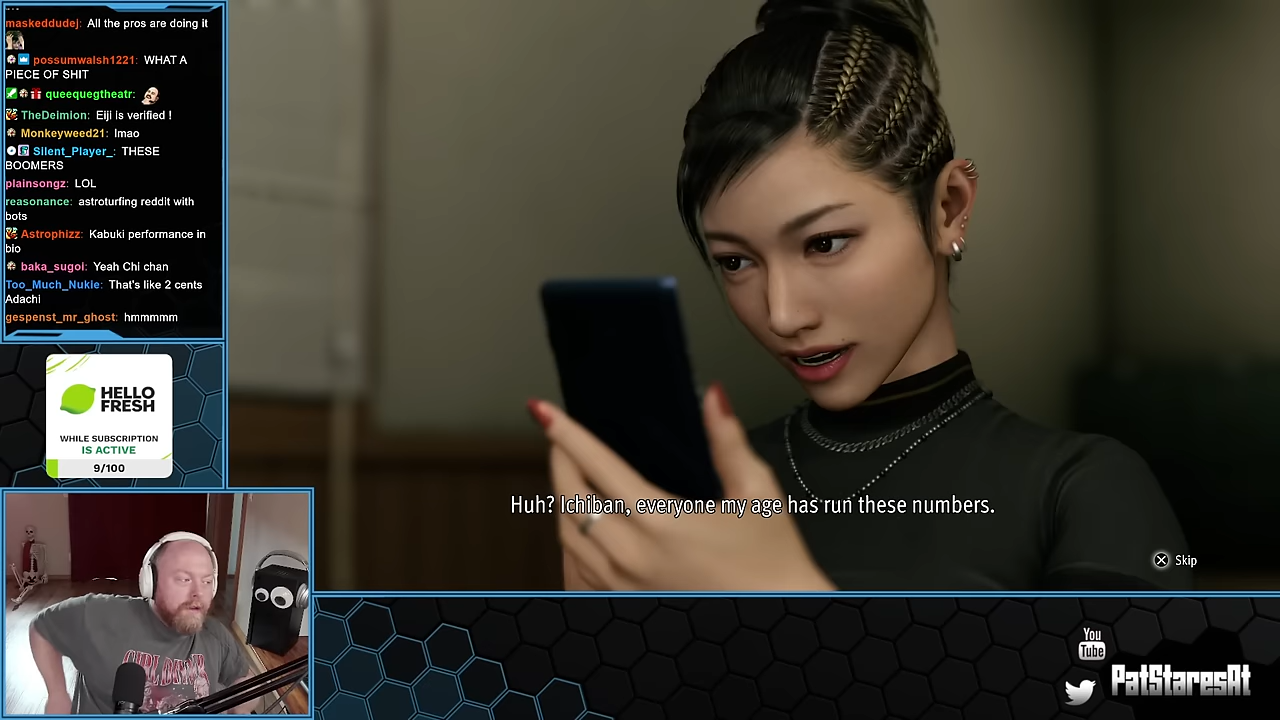 maskeddudej: All the pros are doing it
possumwalsh1221: WHAT A
PIECE OF SHIT
queequegtheatr:
TheDelmion: Eiji is verified !
Monkeyweed21: lmao
Silent_Player_: THESE
BOOMERS
plainsongz: LOL
reasonance: astroturfing reddit with
bots
Astrophizz: Kabuki performance in
bio
baka_sugoi: Yeah Chi chan
Too_Much_Nukie: That's like 2 cents
Adachi
gespenst_mr_ghost: hmmmmm
HELLO
FRESH
WHILE SUBSCRIPTION
IS ACTIVE
9/100
Huh? Ichiban, everyone my age has run these numbers.
Skip
You
Tube
PatStaresAt